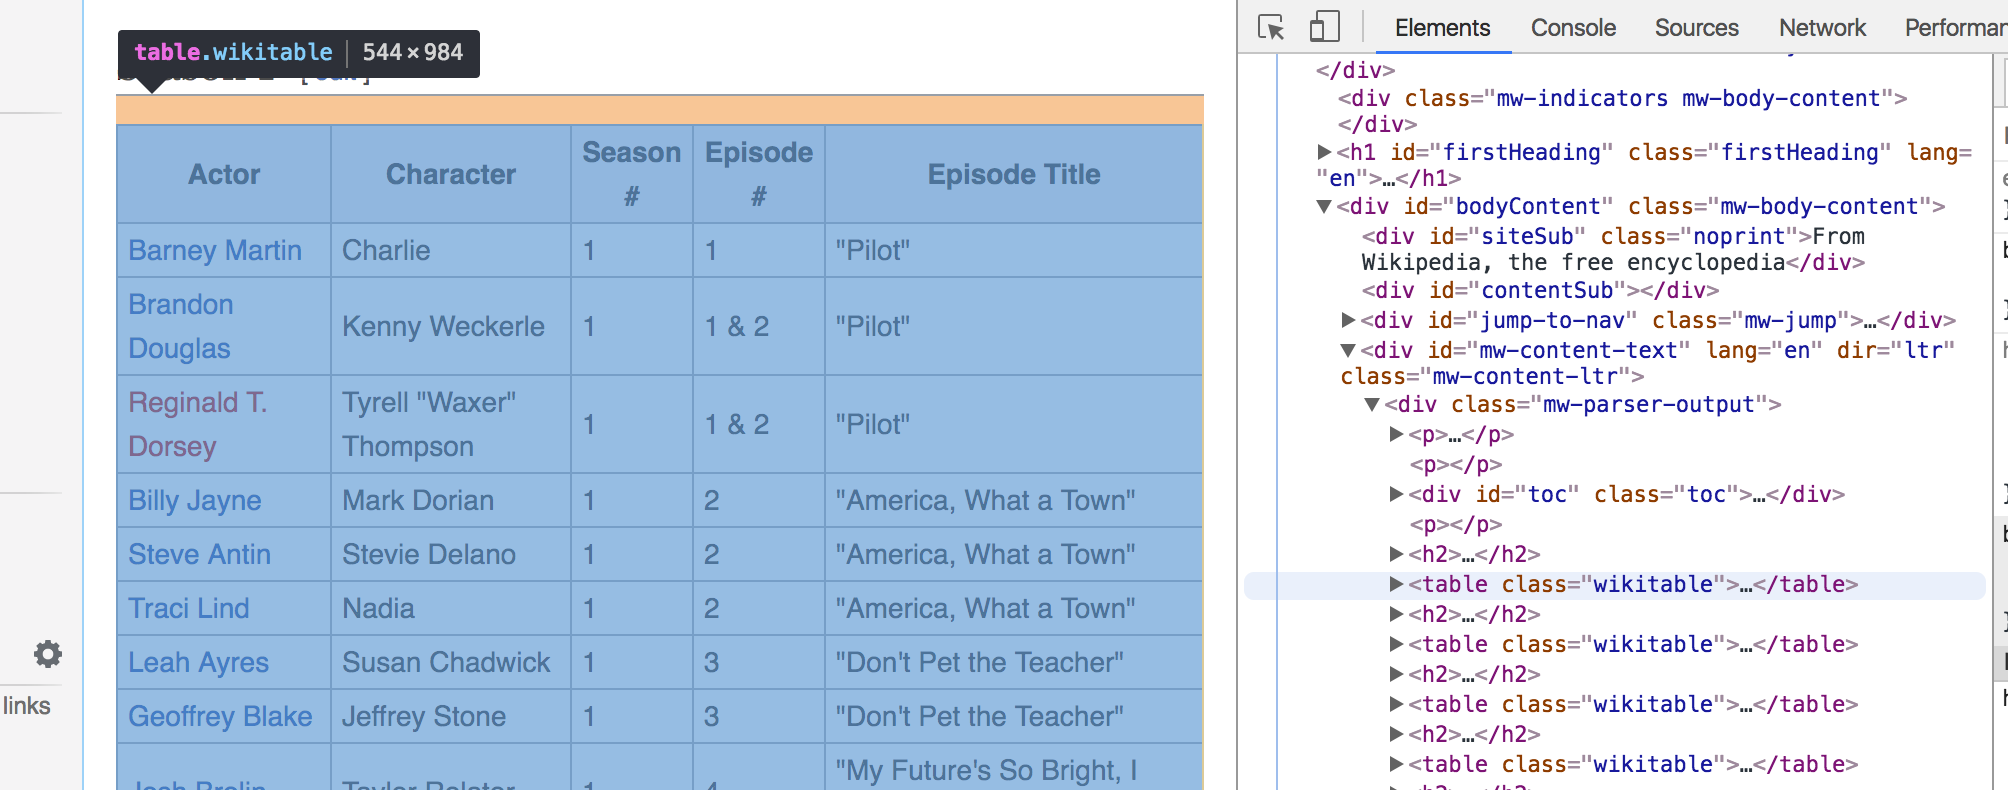 table.wikitable | 544 × 984
Actor Character Season # Episode # Episode Title
Barney Martin Charlie 1 1 "Pilot"
Brandon Douglas Kenny Weckerle 1 1 & 2 "Pilot"
Reginald T. Dorsey Tyrell "Waxer" Thompson 1 1 & 2 "Pilot"
Billy Jayne Mark Dorian 1 2 "America, What a Town"
Steve Antin Stevie Delano 1 2 "America, What a Town"
Traci Lind Nadia 1 2 "America, What a Town"
Leah Ayres Susan Chadwick 1 3 "Don't Pet the Teacher"
Geoffrey Blake Jeffrey Stone 1 3 "Don't Pet the Teacher"
"My Future's So Bright, I
links
Elements Console Sources Network Performan
</div>
<div class="mw-indicators mw-body-content">
</div>
▶<h1 id="firstHeading" class="firstHeading" lang=
"en">…</h1>
▼<div id="bodyContent" class="mw-body-content">
<div id="siteSub" class="noprint">From
Wikipedia, the free encyclopedia</div>
<div id="contentSub"></div>
▶<div id="jump-to-nav" class="mw-jump">…</div>
▼<div id="mw-content-text" lang="en" dir="ltr"
class="mw-content-ltr">
▼<div class="mw-parser-output">
▶<p>…</p>
<p></p>
▶<div id="toc" class="toc">…</div>
<p></p>
▶<h2>…</h2>
▶<table class="wikitable">…</table>
▶<h2>…</h2>
▶<table class="wikitable">…</table>
▶<h2>…</h2>
▶<table class="wikitable">…</table>
▶<h2>…</h2>
▶<table class="wikitable">…</table>